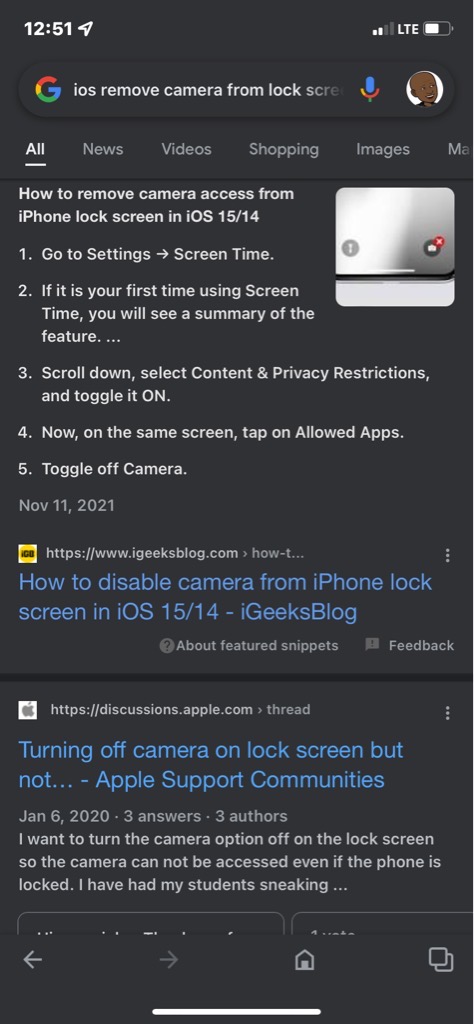 12:51
LTE
ios remove camera from lock scree
All News Videos Shopping Images Ma
How to remove camera access from
iPhone lock screen in iOS 15/14
1. Go to Settings → Screen Time.
2. If it is your first time using Screen
Time, you will see a summary of the
feature. ...
3. Scroll down, select Content & Privacy Restrictions,
and toggle it ON.
4. Now, on the same screen, tap on Allowed Apps.
5. Toggle off Camera.
Nov 11, 2021
iGB https://www.igeeksblog.com › how-t...
How to disable camera from iPhone lock
screen in iOS 15/14 - iGeeksBlog
About featured snippets Feedback
https://discussions.apple.com › thread
Turning off camera on lock screen but
not... - Apple Support Communities
Jan 6, 2020 · 3 answers · 3 authors
I want to turn the camera option off on the lock screen
so the camera can not be accessed even if the phone is
locked. I have had my students sneaking ...